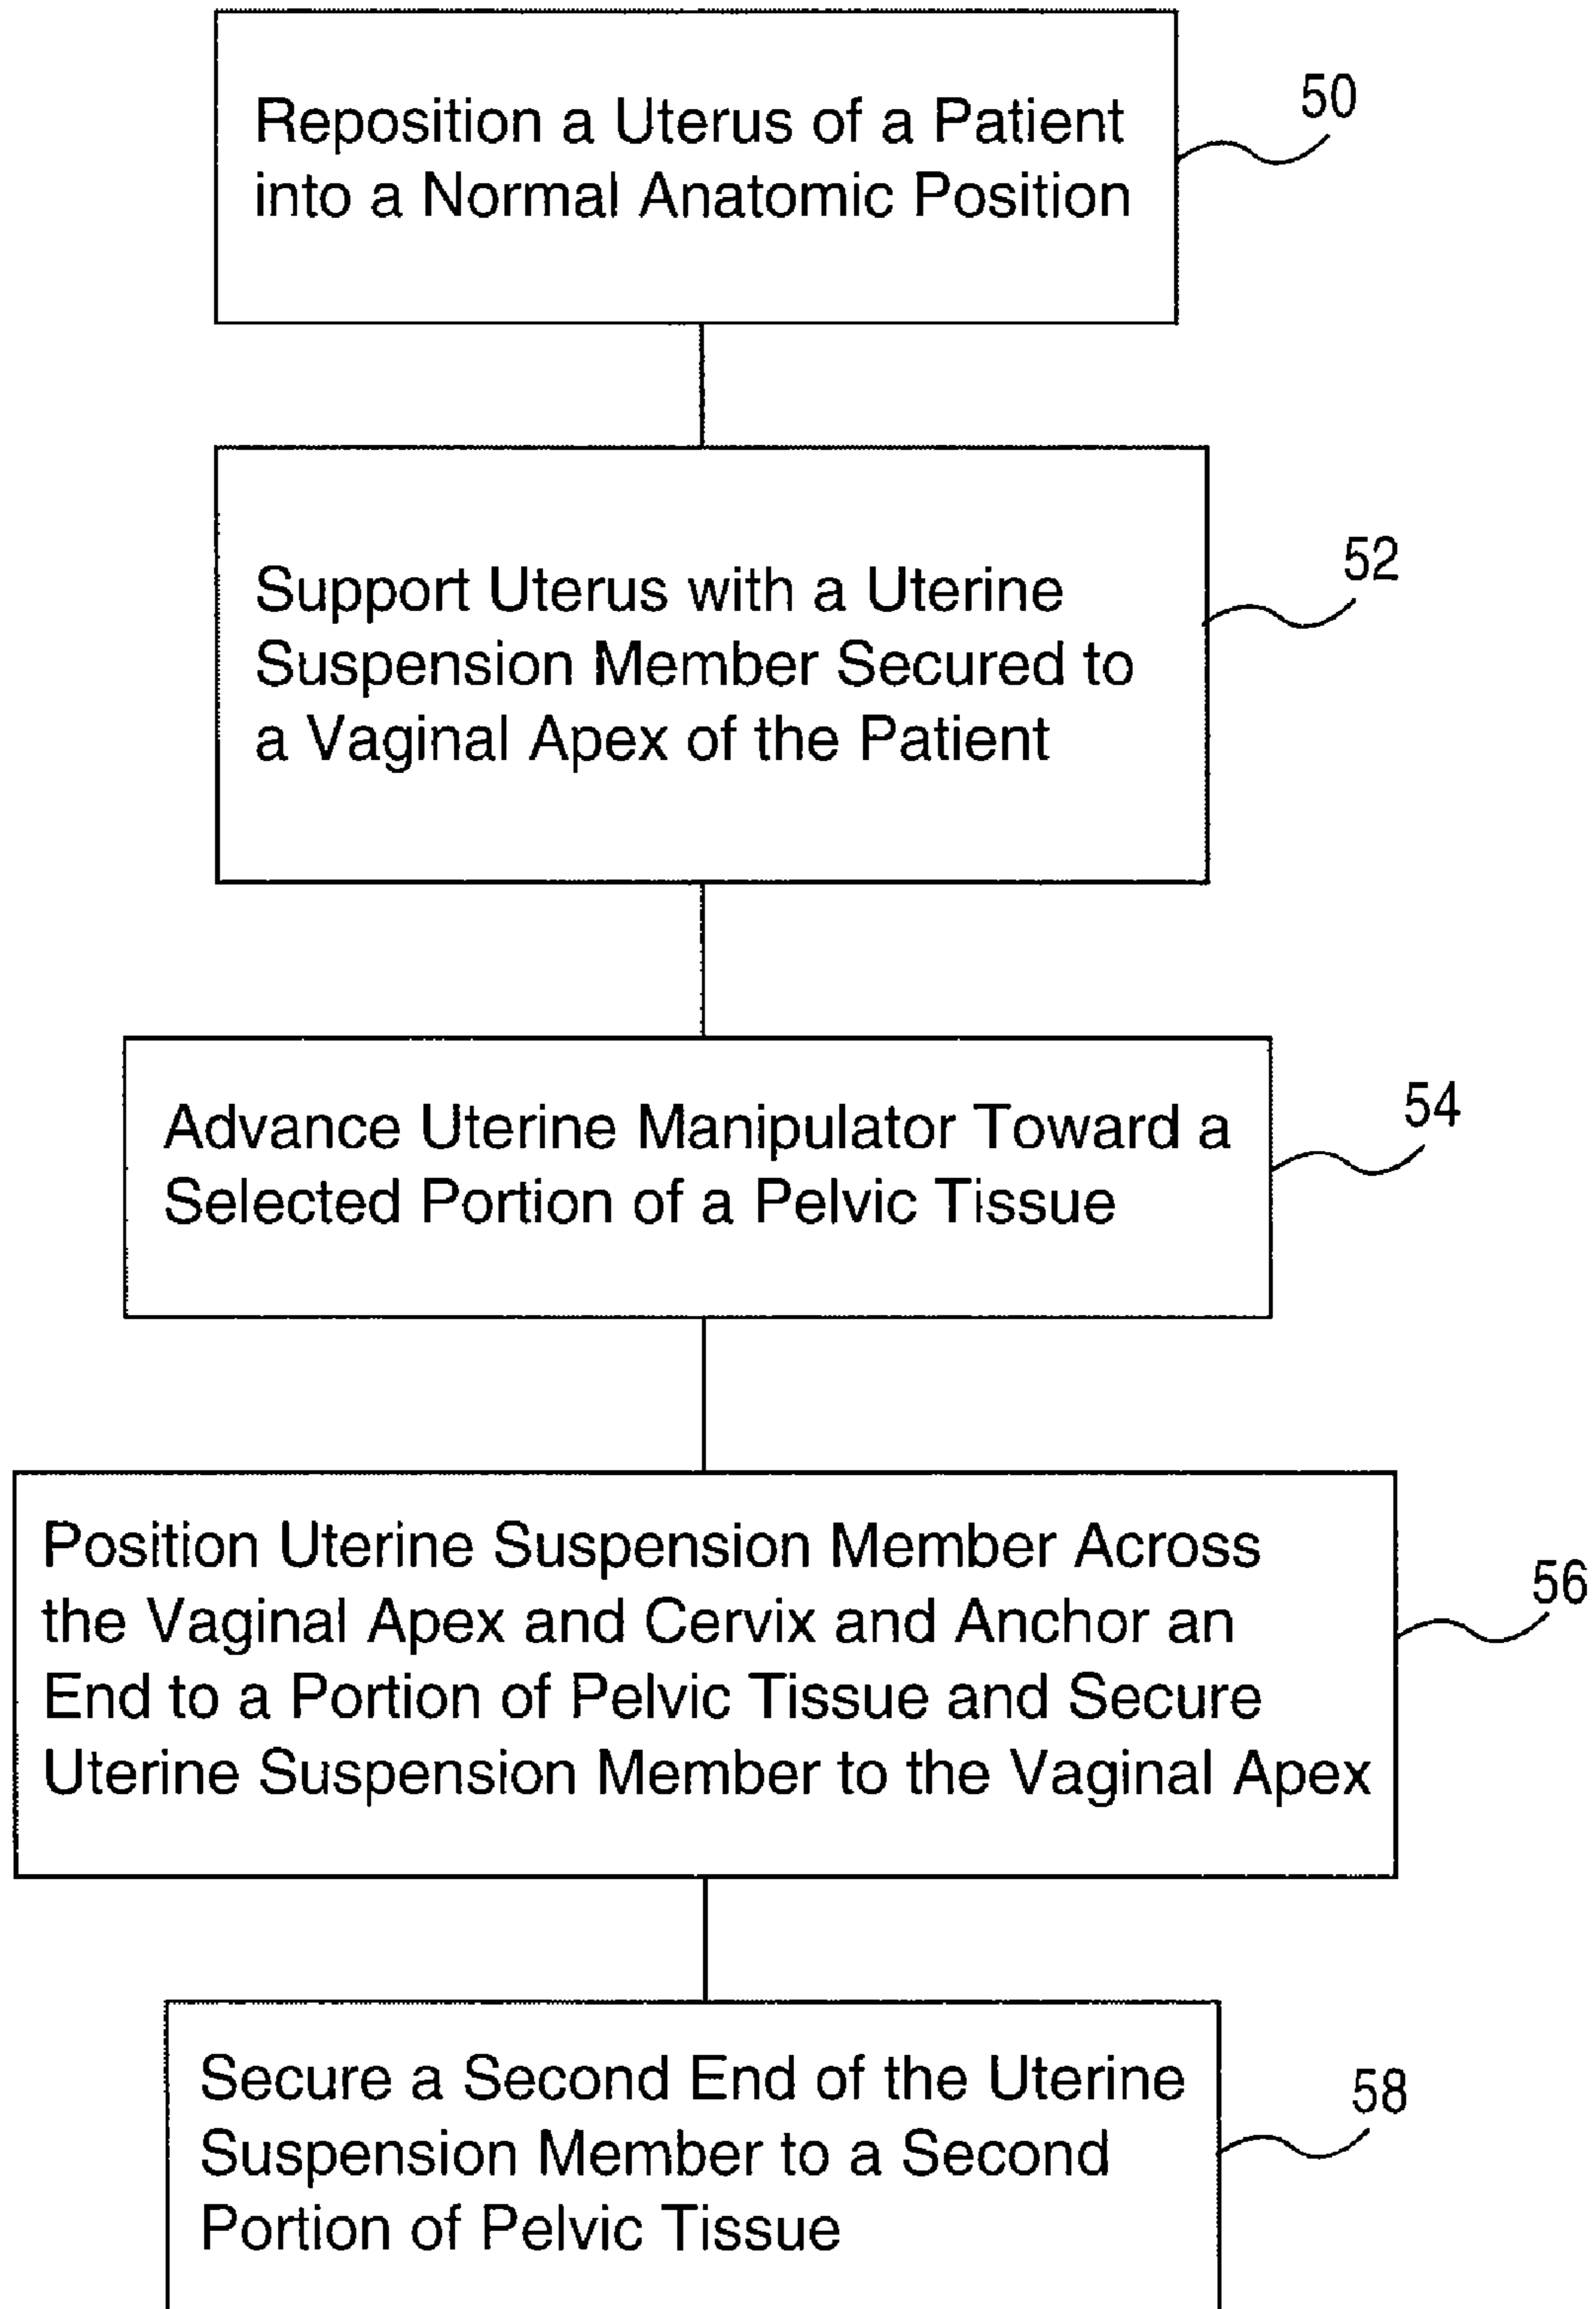 Reposition a Uterus of a Patient
into a Normal Anatomic Position
50
Support Uterus with a Uterine
Suspension Member Secured to
a Vaginal Apex of the Patient
52
Advance Uterine Manipulator Toward a
Selected Portion of a Pelvic Tissue
54
Position Uterine Suspension Member Across
the Vaginal Apex and Cervix and Anchor an
End to a Portion of Pelvic Tissue and Secure
Uterine Suspension Member to the Vaginal Apex
56
Secure a Second End of the Uterine
Suspension Member to a Second
Portion of Pelvic Tissue
58